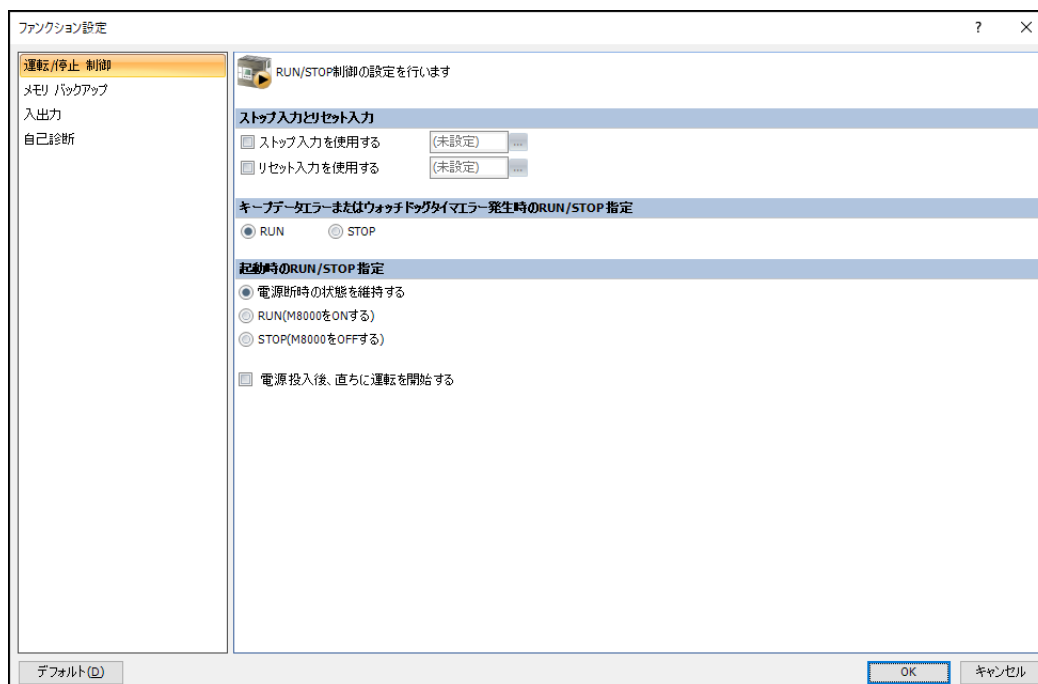 ファンクション設定
?
運転/停止 制御
メモリ バックアップ
入出力
自己診断
RUN/STOP制御の設定を行います
ストップ入力とリセット入力
ストップ入力を使用する (未設定) ...
リセット入力を使用する (未設定) ...
キープデータエラーまたはウォッチドッグタイマエラー発生時のRUN/STOP指定
RUN STOP
起動時のRUN/STOP指定
電源断時の状態を維持する
RUN(M8000をONする)
STOP(M8000をOFFする)
電源投入後、直ちに運転を開始する
デフォルト(D)
OK キャンセル